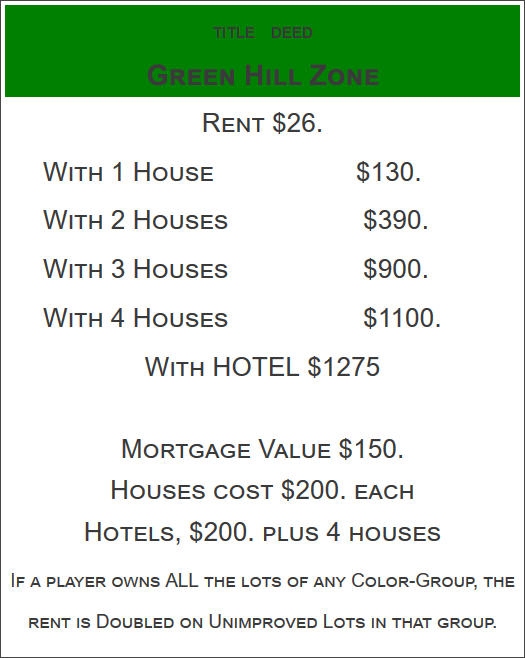 TITLE DEED
GREEN HILL ZONE
RENT $26.
WITH 1 HOUSE $130.
WITH 2 HOUSES $390.
WITH 3 HOUSES $900.
WITH 4 HOUSES $1100.
WITH HOTEL $1275
MORTGAGE VALUE $150.
HOUSES COST $200. EACH
HOTELS, $200. PLUS 4 HOUSES
IF A PLAYER OWNS ALL THE LOTS OF ANY COLOR-GROUP, THE
RENT IS DOUBLED ON UNIMPROVED LOTS IN THAT GROUP.